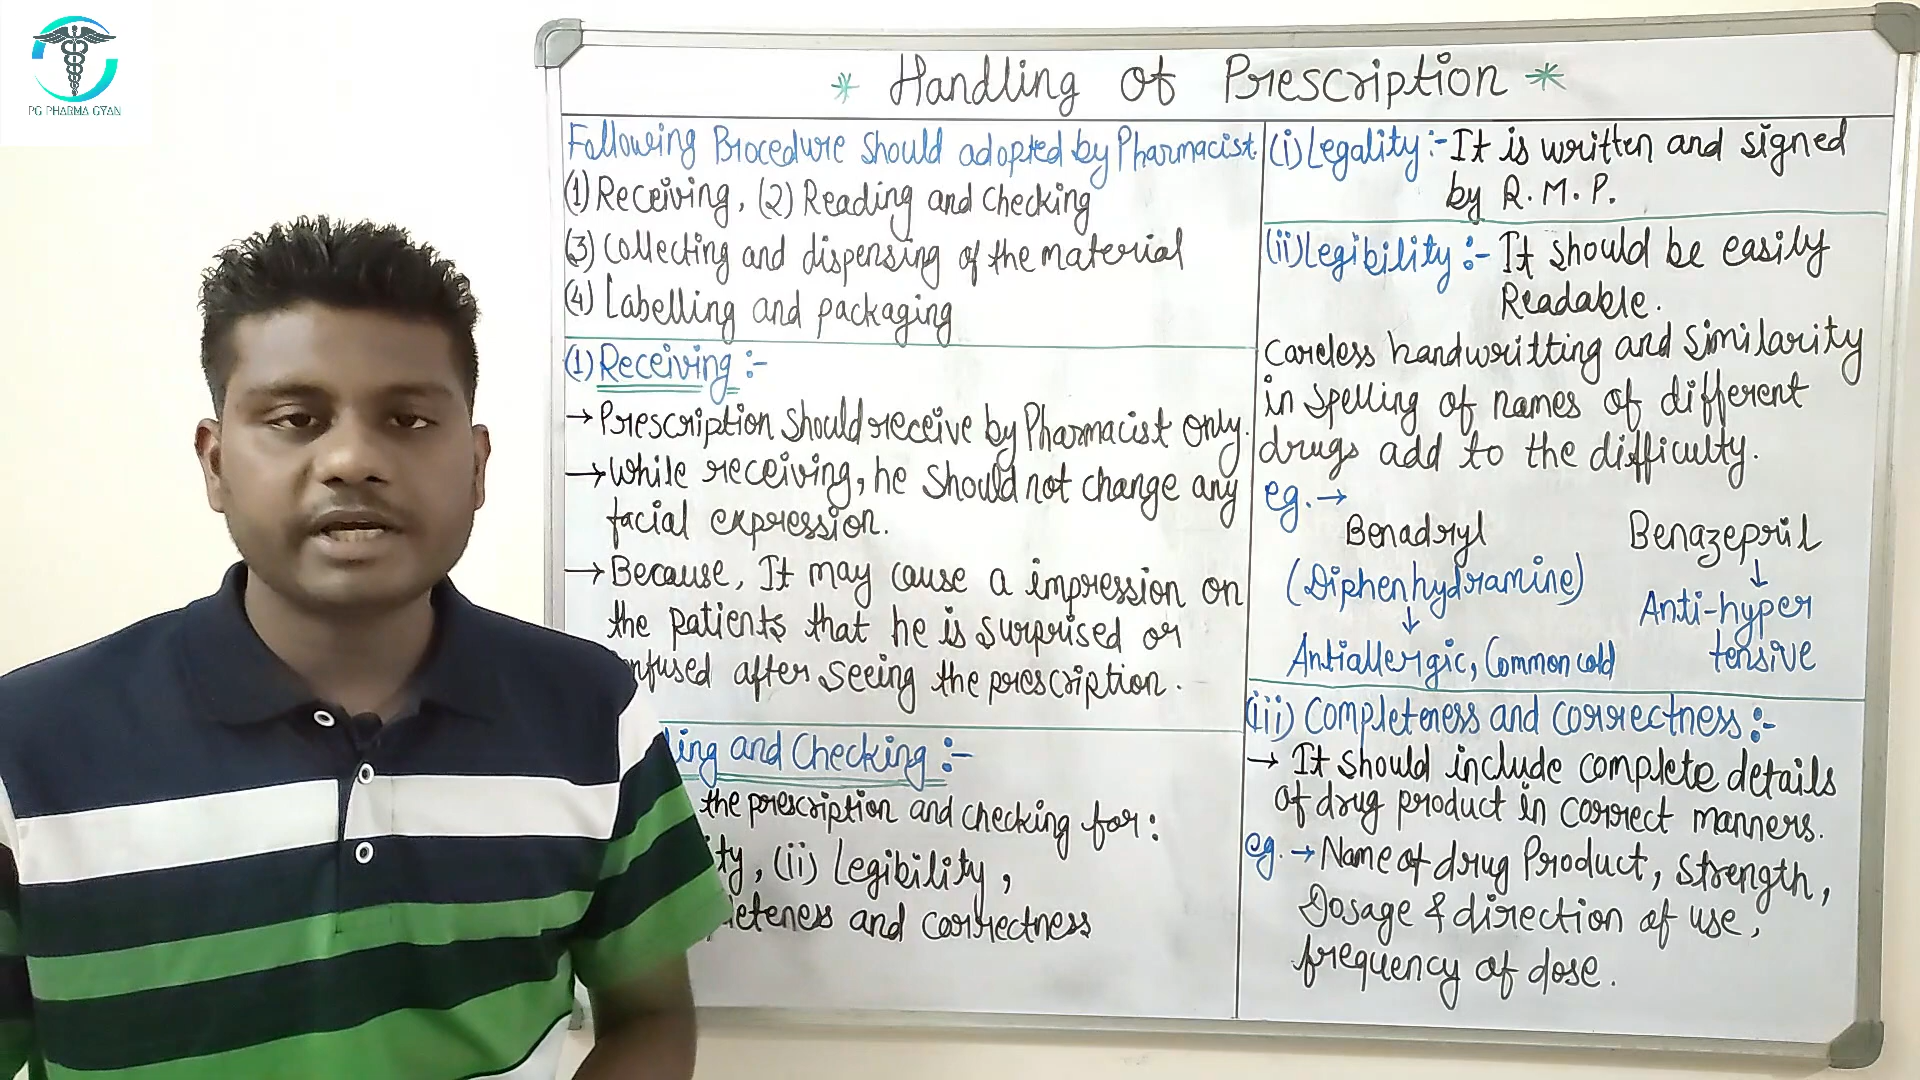 PG PHARMA GYAN
* Handling of Prescription *
Following Procedure should adopted by Pharmacist.
(1) Receiving, (2) Reading and checking
(3) Collecting and dispensing of the material
(4) Labelling and packaging
(1) Receiving :-
→ Prescription should receive by Pharmacist only.
→ While receiving, he should not change any
facial expression.
→ Because, It may cause a impression on
the patients that he is surprised or
onfused after seeing the prescription.
ing and Checking :-
the prescription and checking for :
ity, (ii) Legibility,
leteness and correctness
(i) Legality :- It is written and signed
by R.M.P.
(ii) Legibility :- It should be easily
Readable.
Careless handwritting and similarity
in spelling of names of different
drugs add to the difficulty.
eg. →
Benadryl Benazepril
(Diphenhydramine) ↓
↓ Anti-hyper
Antiallergic, Common cold tensive
(iii) Completeness and correctness :-
→ It should include complete details
of drug product in correct manners.
eg. → Name of drug Product, strength,
Dosage & direction of use,
frequency of dose.